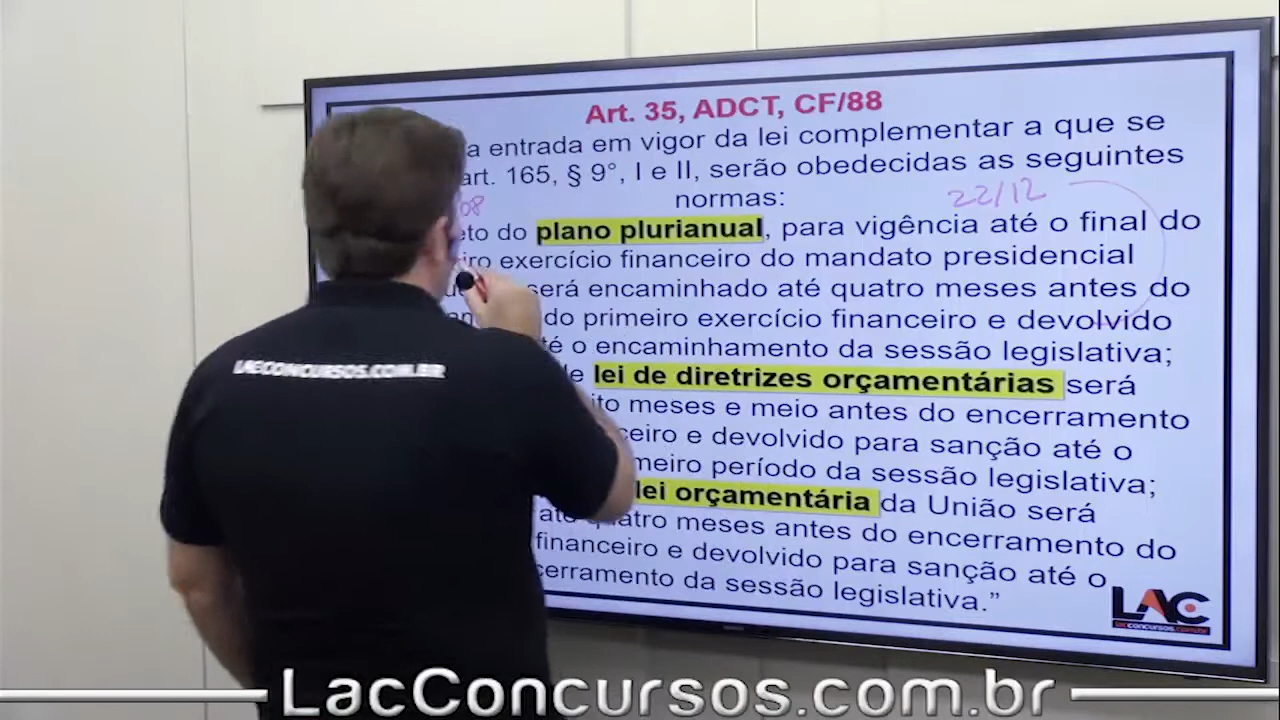 Art. 35, ADCT, CF/88
a entrada em vigor da lei complementar a que se
art. 165, § 9°, I e II, serão obedecidas as seguintes
normas:
22/12
08
eto do plano plurianual, para vigência até o final do
iro exercício financeiro do mandato presidencial
será encaminhado até quatro meses antes do
do primeiro exercício financeiro e devolvido
té o encaminhamento da sessão legislativa;
e lei de diretrizes orçamentárias será
ito meses e meio antes do encerramento
ceiro e devolvido para sanção até o
meiro período da sessão legislativa;
lei orçamentária da União será
até quatro meses antes do encerramento do
financeiro e devolvido para sanção até o
cerramento da sessão legislativa.”
LAC
lacconcursos.com.br
LACCONCURSOS.COM.BR
LacConcursos.com.br